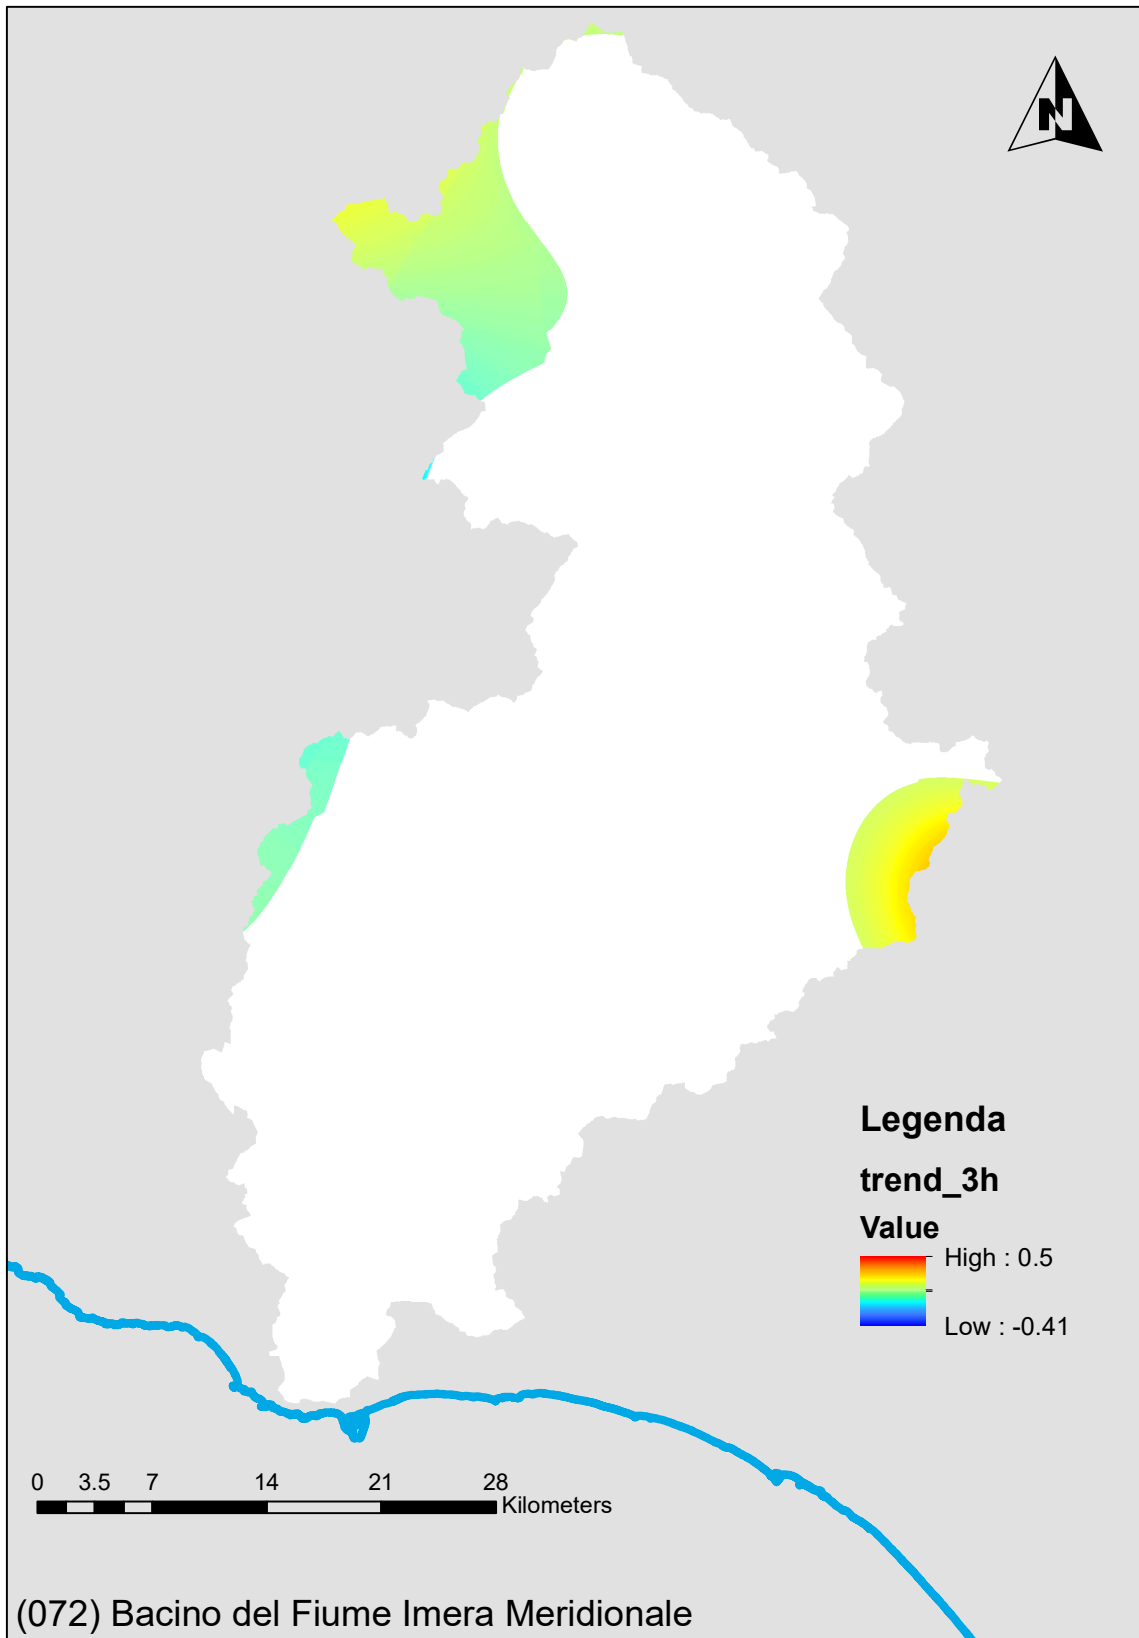 N
Legenda
trend_3h
Value
High : 0.5
Low : -0.41
0 3.5 7 14 21 28
Kilometers
(072) Bacino del Fiume Imera Meridionale